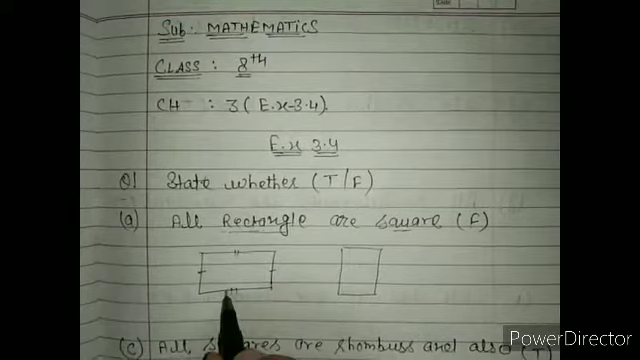 Sub: MATHEMATICS
CLASS : 8th
CH : 3 (E.x-3.4).
E.x 3.4
Q1 State whether (T/F)
(a) All Rectangle are square (F)
(c) All squares are rhombuss and also (T)
PowerDirector